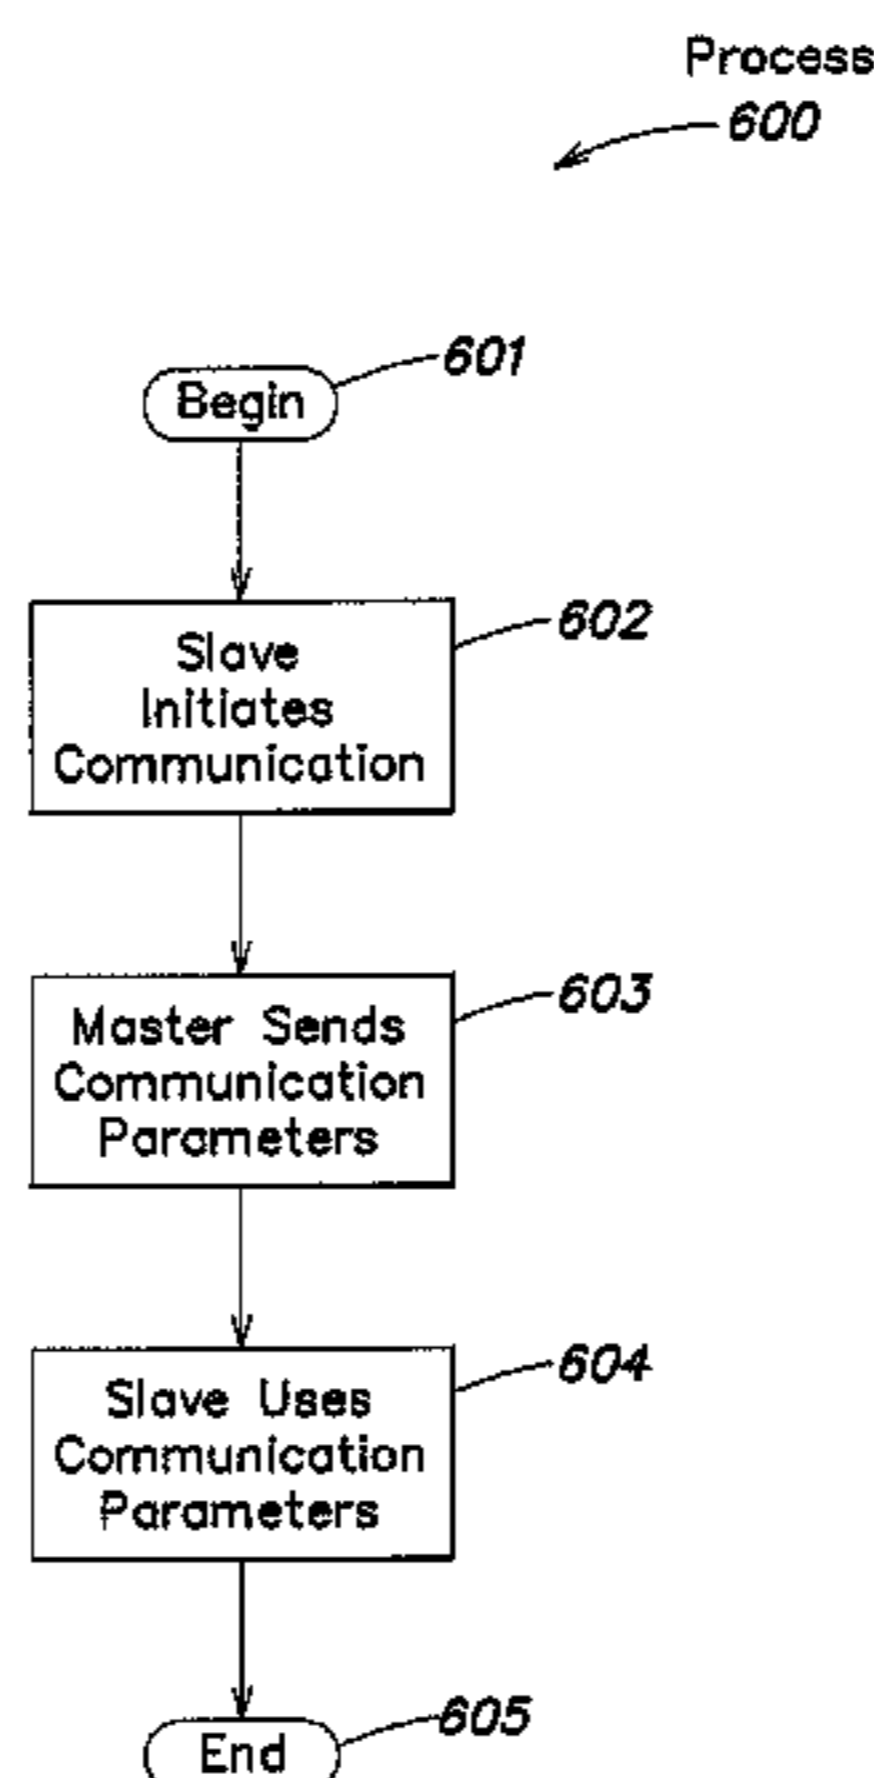 Process
600
601
Begin
602
Slave
Initiates
Communication
603
Master Sends
Communication
Parameters
604
Slave Uses
Communication
Parameters
605
End